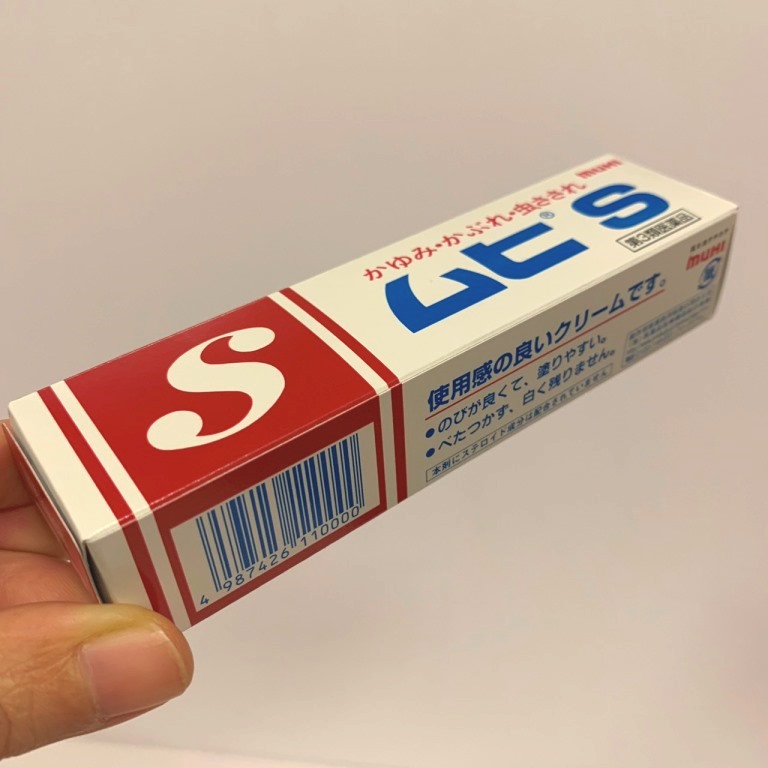 muHI
かゆみ・かぶれ・虫さされ
ムヒ® S
第3類医薬品
S
使用感の良いクリームです。
●のびが良くて、塗りやすい。
●べたつかず、白く残りません。
本剤にステロイド成分は配合されていません
muHI
4 987426 110000